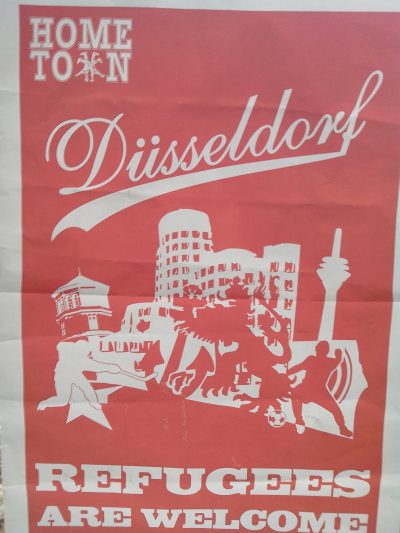 HOME
TOWN
Düsseldorf
REFUGEES
ARE WELCOME